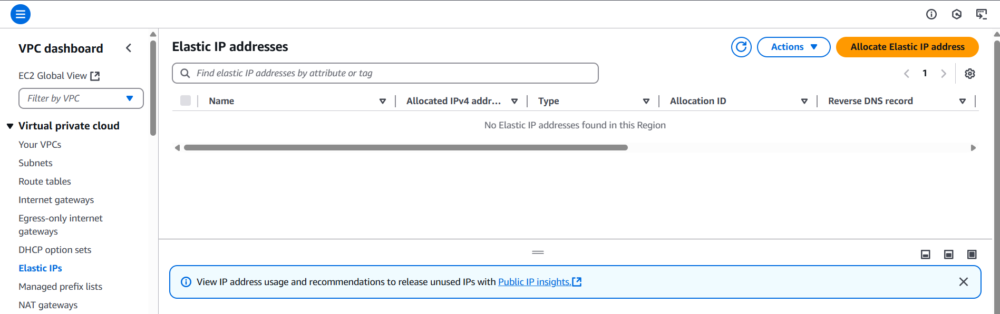 VPC dashboard
EC2 Global View
Filter by VPC
Virtual private cloud
Your VPCs
Subnets
Route tables
Internet gateways
Egress-only internet
gateways
DHCP option sets
Elastic IPs
Managed prefix lists
NAT gateways
Elastic IP addresses
Actions
Allocate Elastic IP address
Find elastic IP addresses by attribute or tag
1
Name
Allocated IPv4 addr...
Type
Allocation ID
Reverse DNS record
No Elastic IP addresses found in this Region
View IP address usage and recommendations to release unused IPs with Public IP insights.